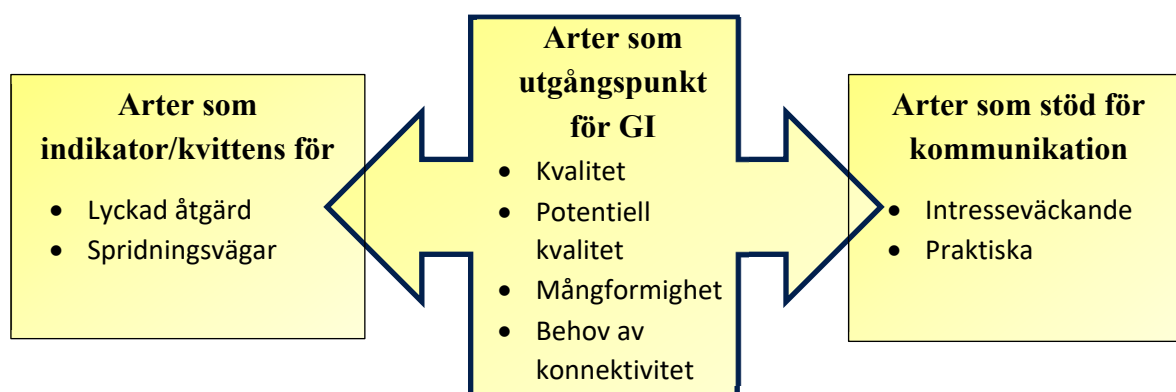 Arter som
indikator/kvittens för
• Lyckad åtgärd
• Spridningsvägar
Arter som
utgångspunkt
för GI
• Kvalitet
• Potentiell
kvalitet
• Mångformighet
• Behov av
konnektivitet
Arter som stöd för
kommunikation
• Intresseväckande
• Praktiska